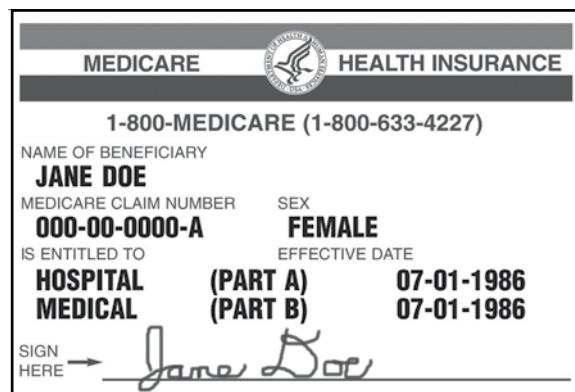 MEDICARE HEALTH INSURANCE
1-800-MEDICARE (1-800-633-4227)
NAME OF BENEFICIARY
JANE DOE
MEDICARE CLAIM NUMBER SEX
000-00-0000-A FEMALE
IS ENTITLED TO EFFECTIVE DATE
HOSPITAL (PART A) 07-01-1986
MEDICAL (PART B) 07-01-1986
SIGN
HERE Jane Doe